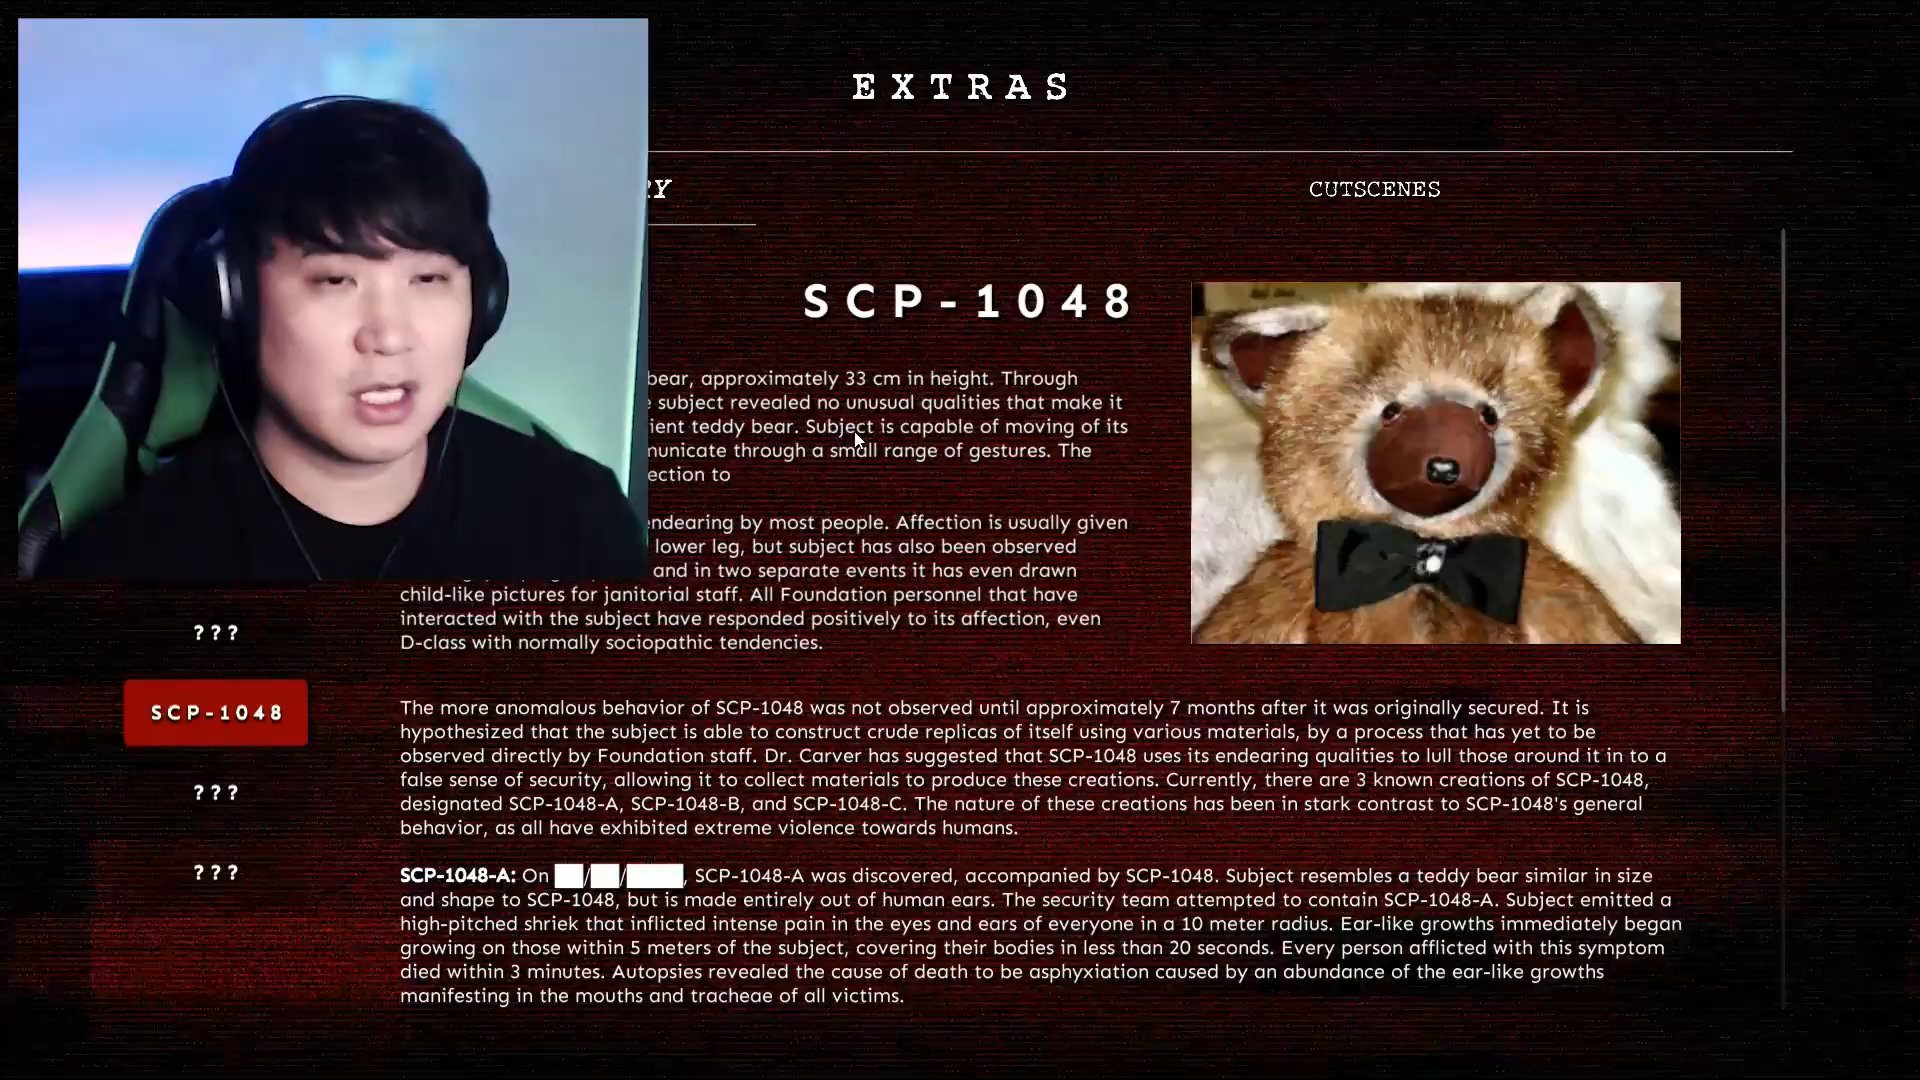 EXTRAS
RY
CUTSCENES
SCP-1048
bear, approximately 33 cm in height. Through
subject revealed no unusual qualities that make it
ient teddy bear. Subject is capable of moving of its
municate through a small range of gestures. The
ection to
endearing by most people. Affection is usually given
lower leg, but subject has also been observed
and in two separate events it has even drawn
child-like pictures for janitorial staff. All Foundation personnel that have
interacted with the subject have responded positively to its affection, even
D-class with normally sociopathic tendencies.
???
SCP-1048
???
???
The more anomalous behavior of SCP-1048 was not observed until approximately 7 months after it was originally secured. It is
hypothesized that the subject is able to construct crude replicas of itself using various materials, by a process that has yet to be
observed directly by Foundation staff. Dr. Carver has suggested that SCP-1048 uses its endearing qualities to lull those around it in to a
false sense of security, allowing it to collect materials to produce these creations. Currently, there are 3 known creations of SCP-1048,
designated SCP-1048-A, SCP-1048-B, and SCP-1048-C. The nature of these creations has been in stark contrast to SCP-1048's general
behavior, as all have exhibited extreme violence towards humans.
SCP-1048-A: On ██/██/████, SCP-1048-A was discovered, accompanied by SCP-1048. Subject resembles a teddy bear similar in size
and shape to SCP-1048, but is made entirely out of human ears. The security team attempted to contain SCP-1048-A. Subject emitted a
high-pitched shriek that inflicted intense pain in the eyes and ears of everyone in a 10 meter radius. Ear-like growths immediately began
growing on those within 5 meters of the subject, covering their bodies in less than 20 seconds. Every person afflicted with this symptom
died within 3 minutes. Autopsies revealed the cause of death to be asphyxiation caused by an abundance of the ear-like growths
manifesting in the mouths and tracheae of all victims.